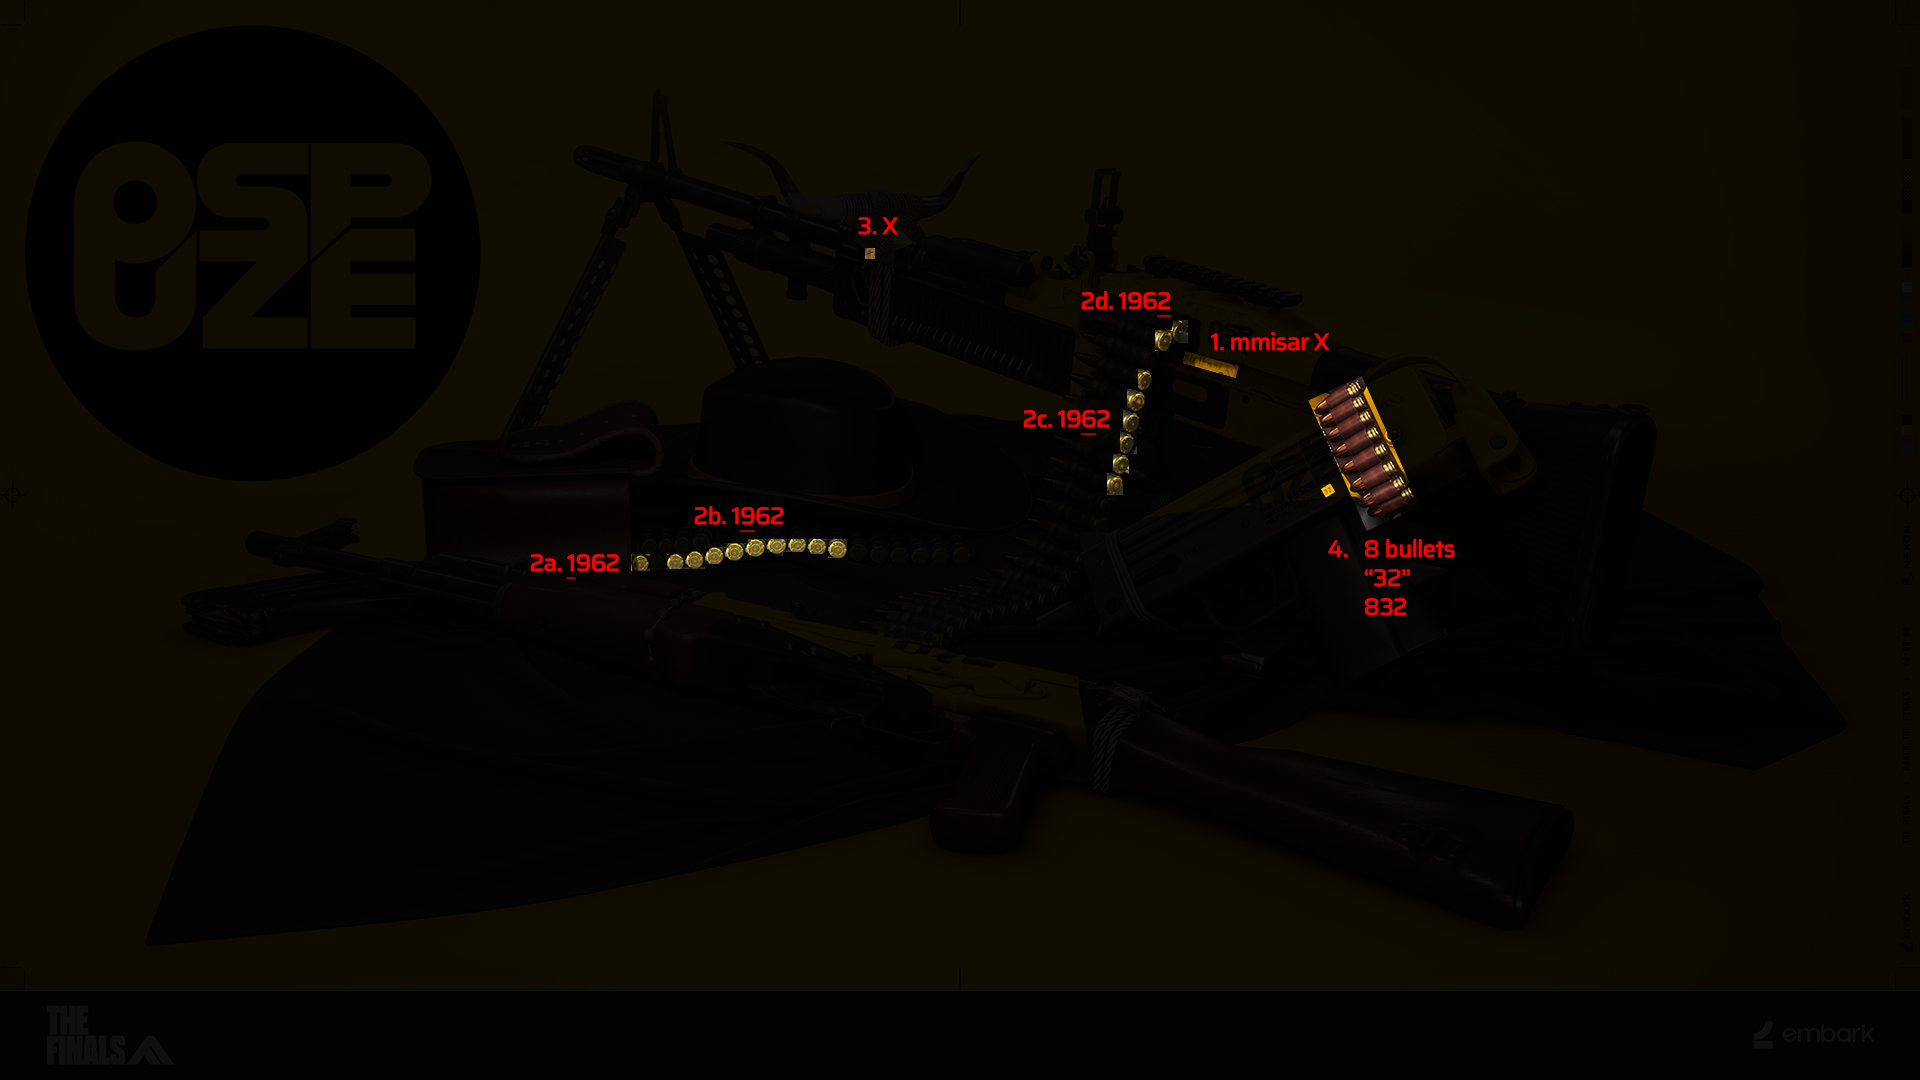 OSP
UZE
3. X
2d. 1962
1. mmisar X
2c. 1962
2b. 1962
2a. 1962
4. 8 bullets
“32”
832
THE
FINALS
embark